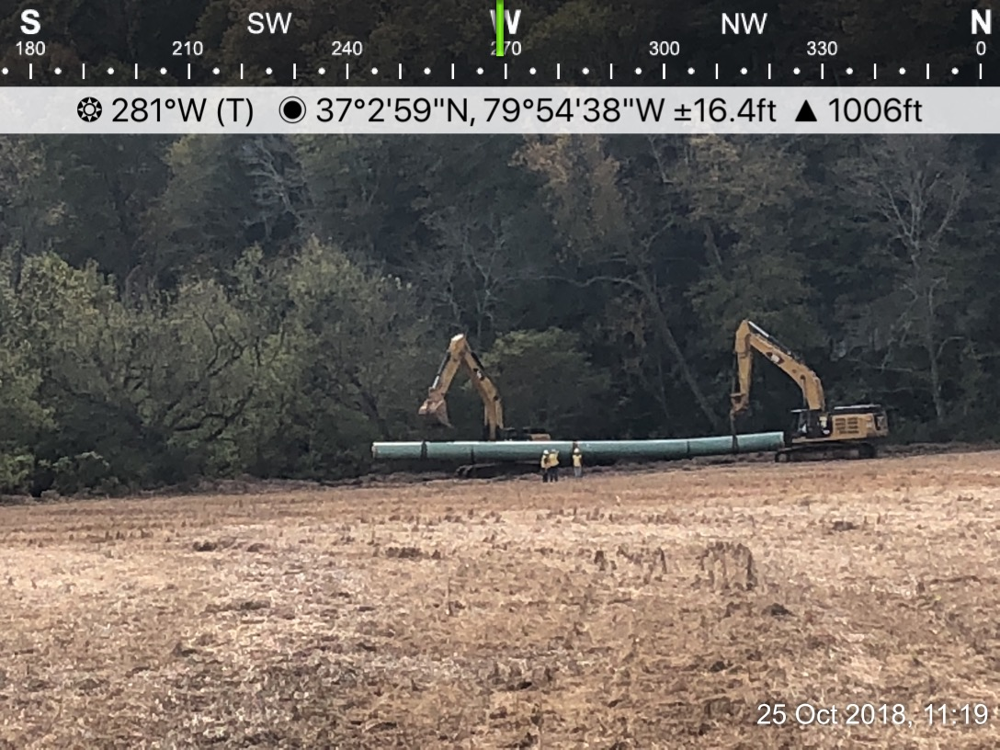 S SW W NW N
180 210 240 270 300 330 0
281°W (T) 37°2'59"N, 79°54'38"W ±16.4ft ▲ 1006ft
25 Oct 2018, 11:19